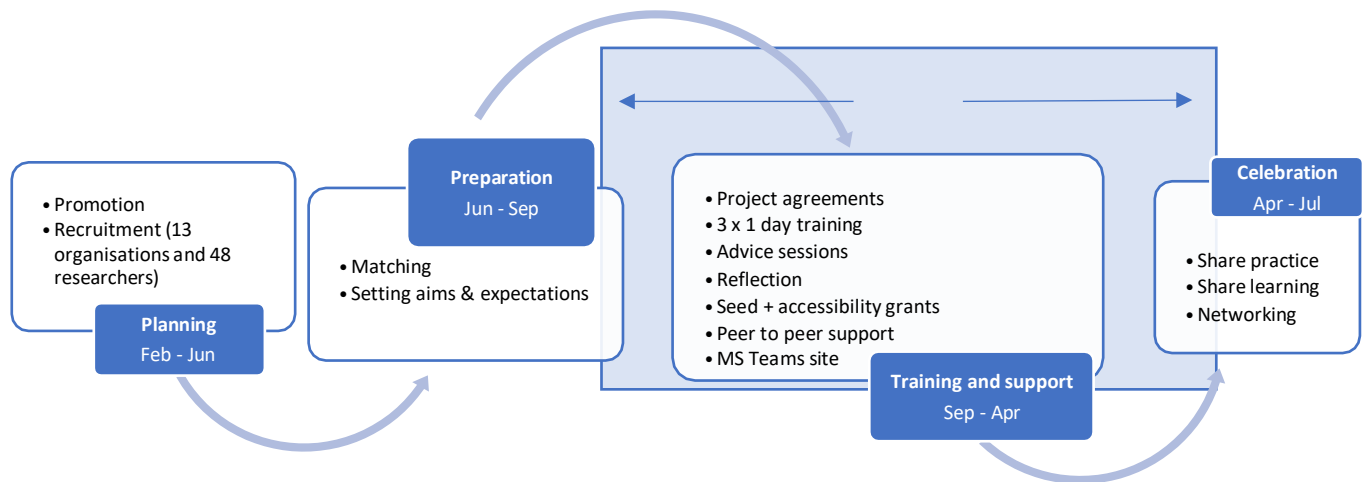 • Promotion
• Recruitment (13
organisations and 48
researchers)
Planning
Feb - Jun
Preparation
Jun - Sep
• Matching
• Setting aims & expectations
• Project agreements
• 3 x 1 day training
• Advice sessions
• Reflection
• Seed + accessibility grants
• Peer to peer support
• MS Teams site
Training and support
Sep - Apr
Celebration
Apr - Jul
• Share practice
• Share learning
• Networking